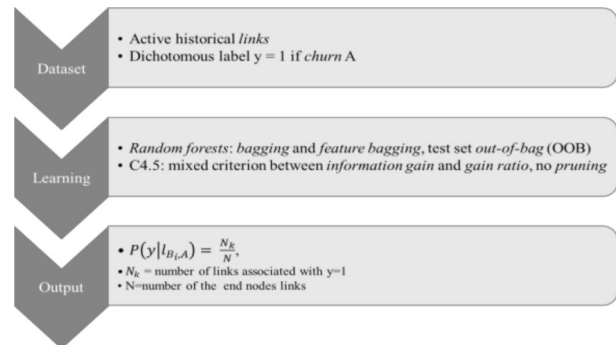 Dataset
• Active historical links
• Dichotomous label y = 1 if churn A
Learning
• Random forests: bagging and feature bagging, test set out-of-bag (OOB)
• C4.5: mixed criterion between information gain and gain ratio, no pruning
Output
• P(y|l_{B_i,A}) = N_k/N,
• N_k = number of links associated with y=1
• N=number of the end nodes links